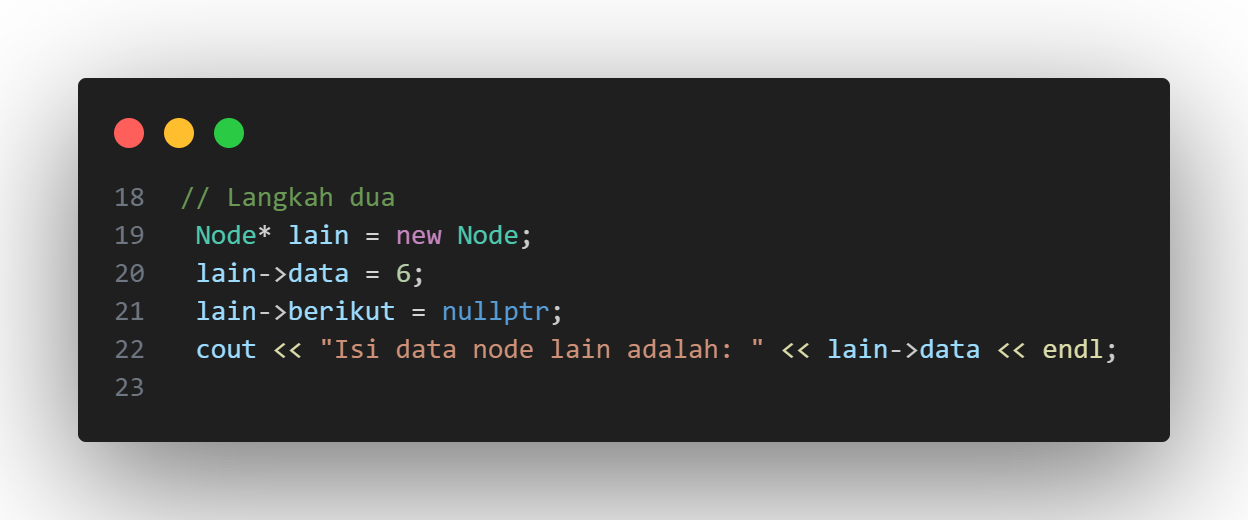 18 // Langkah dua
19 Node* lain = new Node;
20 lain->data = 6;
21 lain->berikut = nullptr;
22 cout << "Isi data node lain adalah: " << lain->data << endl;
23